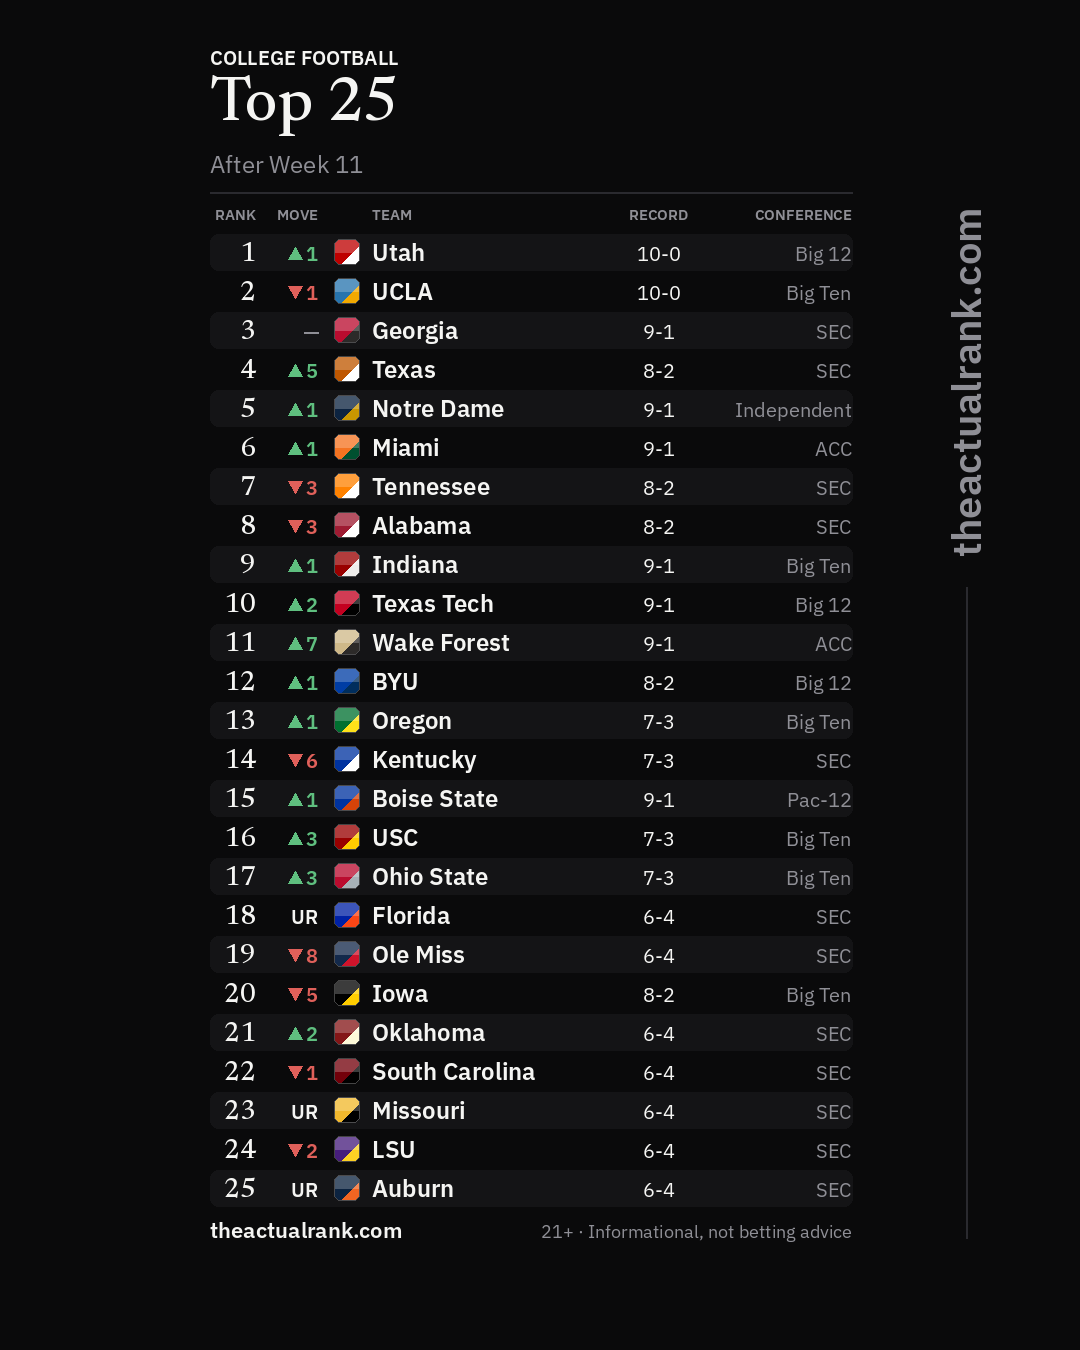 COLLEGE FOOTBALL
Top 25
After Week 11
RANK MOVE TEAM RECORD CONFERENCE
1 ▲1 Utah 10-0 Big 12
2 ▼1 UCLA 10-0 Big Ten
3 — Georgia 9-1 SEC
4 ▲5 Texas 8-2 SEC
5 ▲1 Notre Dame 9-1 Independent
6 ▲1 Miami 9-1 ACC
7 ▼3 Tennessee 8-2 SEC
8 ▼3 Alabama 8-2 SEC
9 ▲1 Indiana 9-1 Big Ten
10 ▲2 Texas Tech 9-1 Big 12
11 ▲7 Wake Forest 9-1 ACC
12 ▲1 BYU 8-2 Big 12
13 ▲1 Oregon 7-3 Big Ten
14 ▼6 Kentucky 7-3 SEC
15 ▲1 Boise State 9-1 Pac-12
16 ▲3 USC 7-3 Big Ten
17 ▲3 Ohio State 7-3 Big Ten
18 UR Florida 6-4 SEC
19 ▼8 Ole Miss 6-4 SEC
20 ▼5 Iowa 8-2 Big Ten
21 ▲2 Oklahoma 6-4 SEC
22 ▼1 South Carolina 6-4 SEC
23 UR Missouri 6-4 SEC
24 ▼2 LSU 6-4 SEC
25 UR Auburn 6-4 SEC
theactualrank.com 21+ · Informational, not betting advice
theactualrank.com